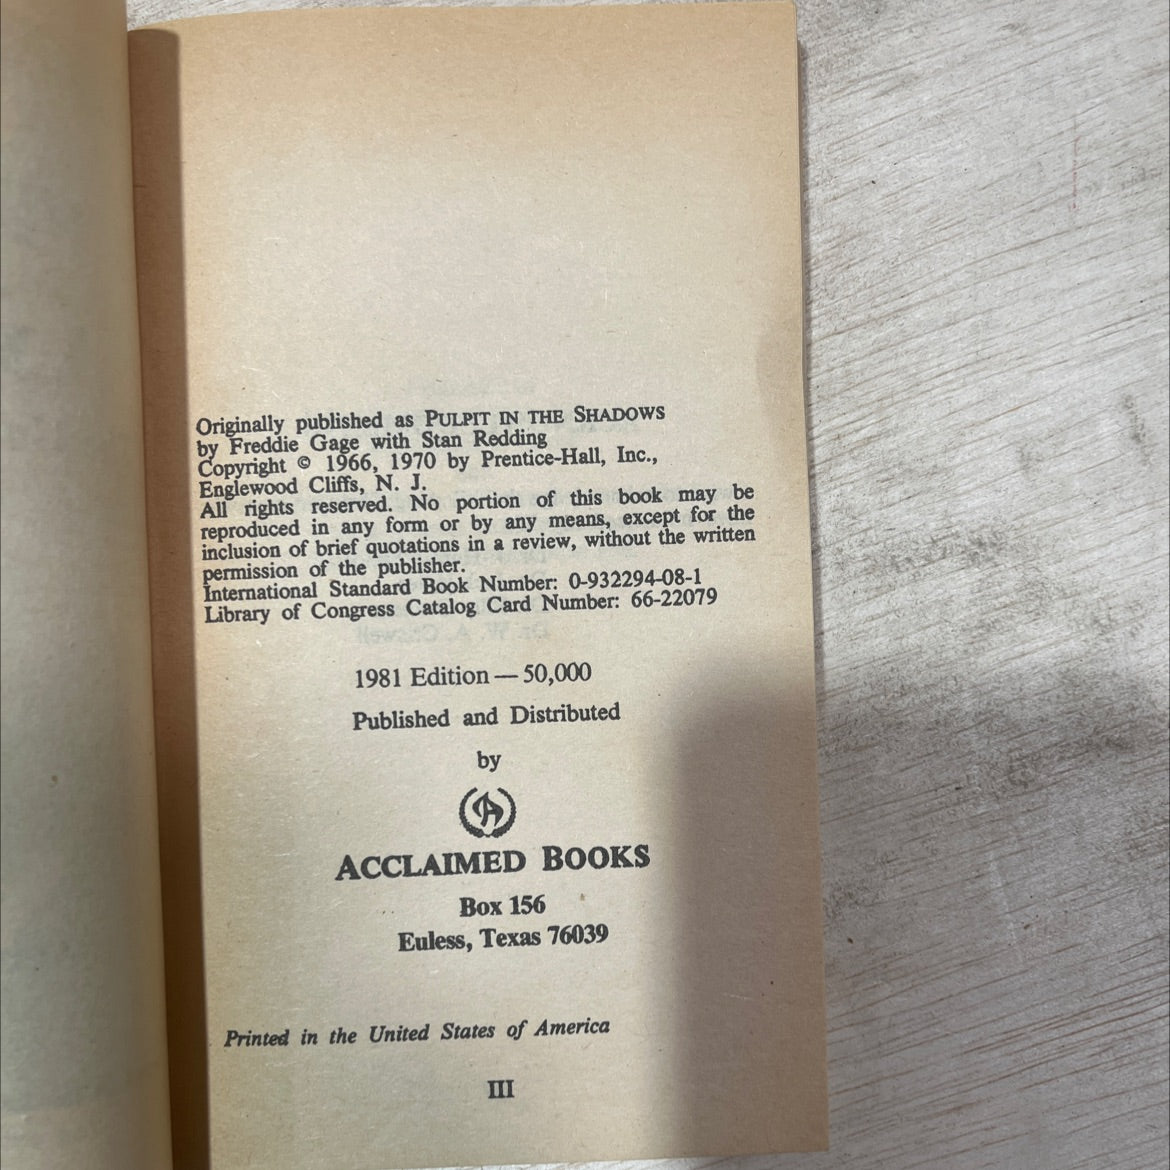 Originally published as PULPIT IN THE SHADOWS
by Freddie Gage with Stan Redding
Copyright © 1966, 1970 by Prentice-Hall, Inc.,
Englewood Cliffs, N. J.
All rights reserved. No portion of this book may be
reproduced in any form or by any means, except for the
inclusion of brief quotations in a review, without the written
permission of the publisher.
International Standard Book Number: 0-932294-08-1
Library of Congress Catalog Card Number: 66-22079
1981 Edition — 50,000
Published and Distributed
by
A
ACCLAIMED BOOKS
Box 156
Euless, Texas 76039
Printed in the United States of America
III